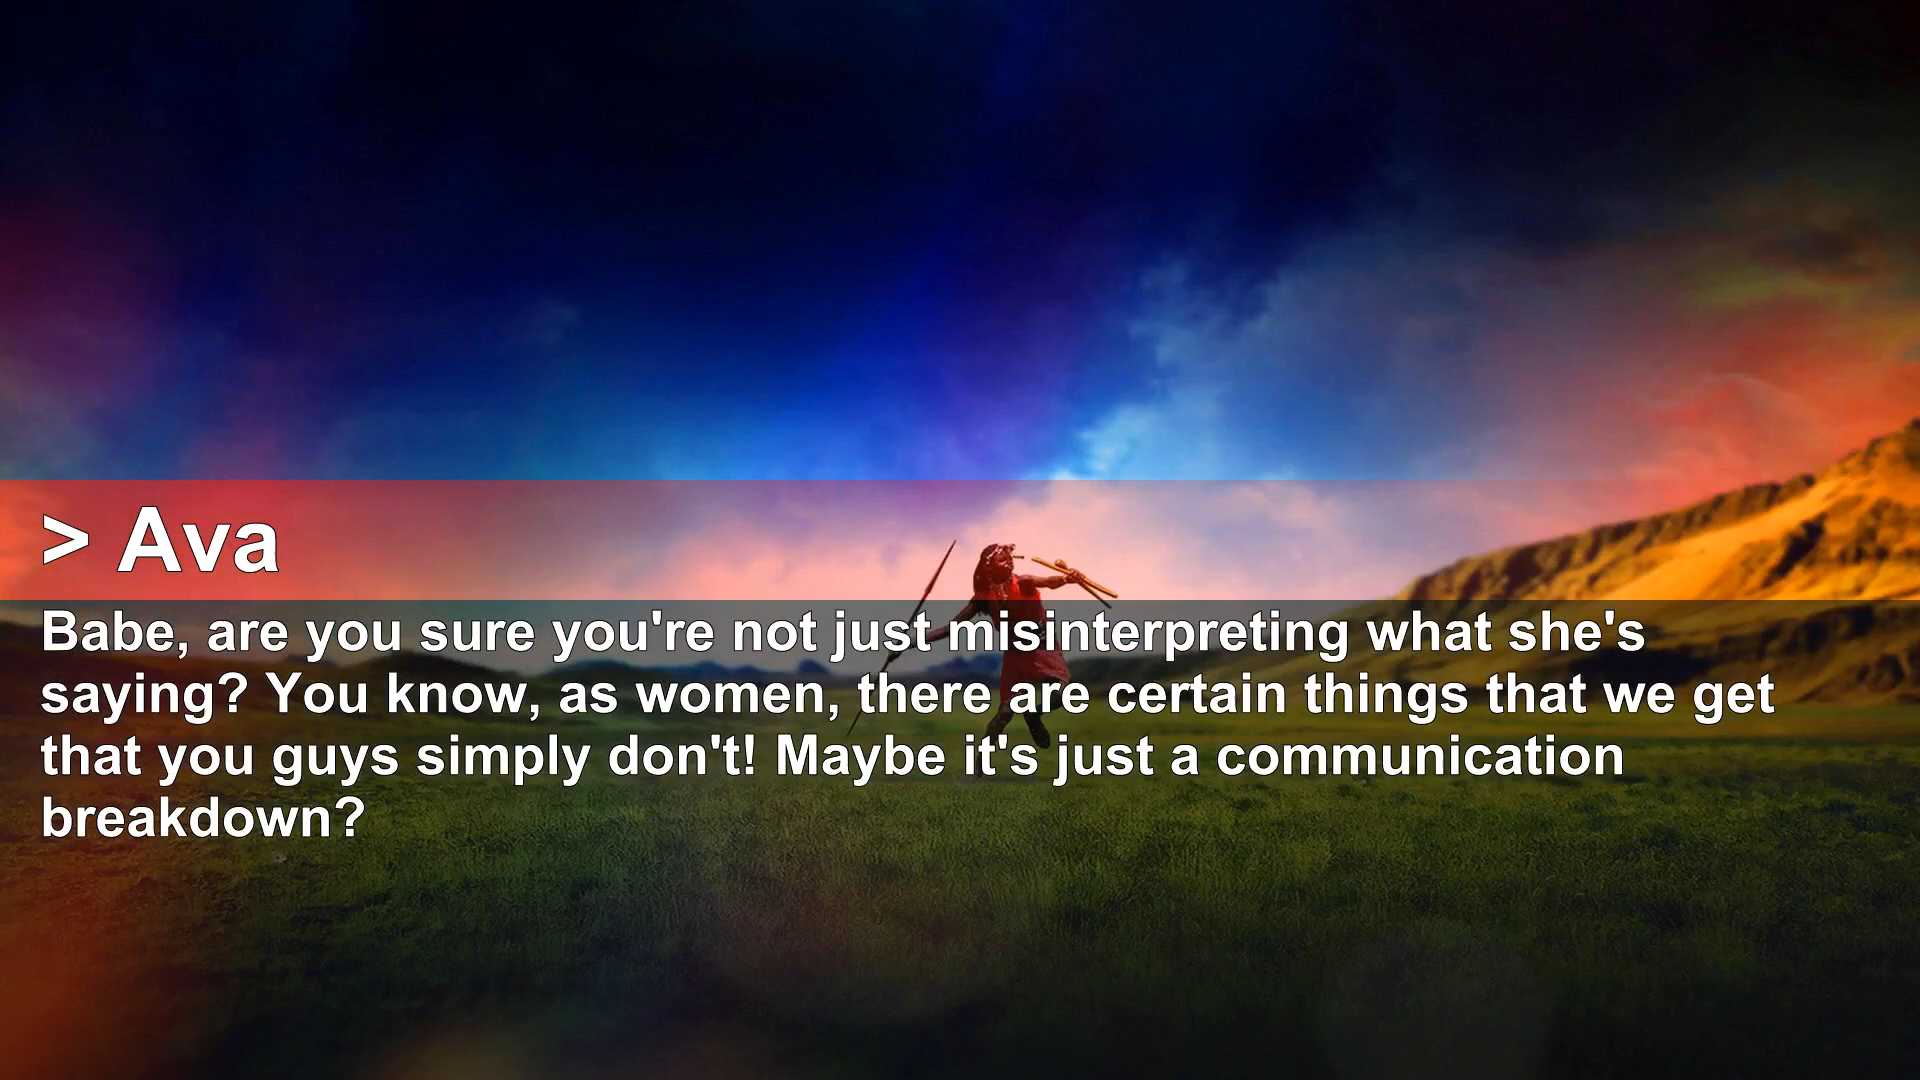 > Ava
Babe, are you sure you're not just misinterpreting what she's
saying? You know, as women, there are certain things that we get
that you guys simply don't! Maybe it's just a communication
breakdown?